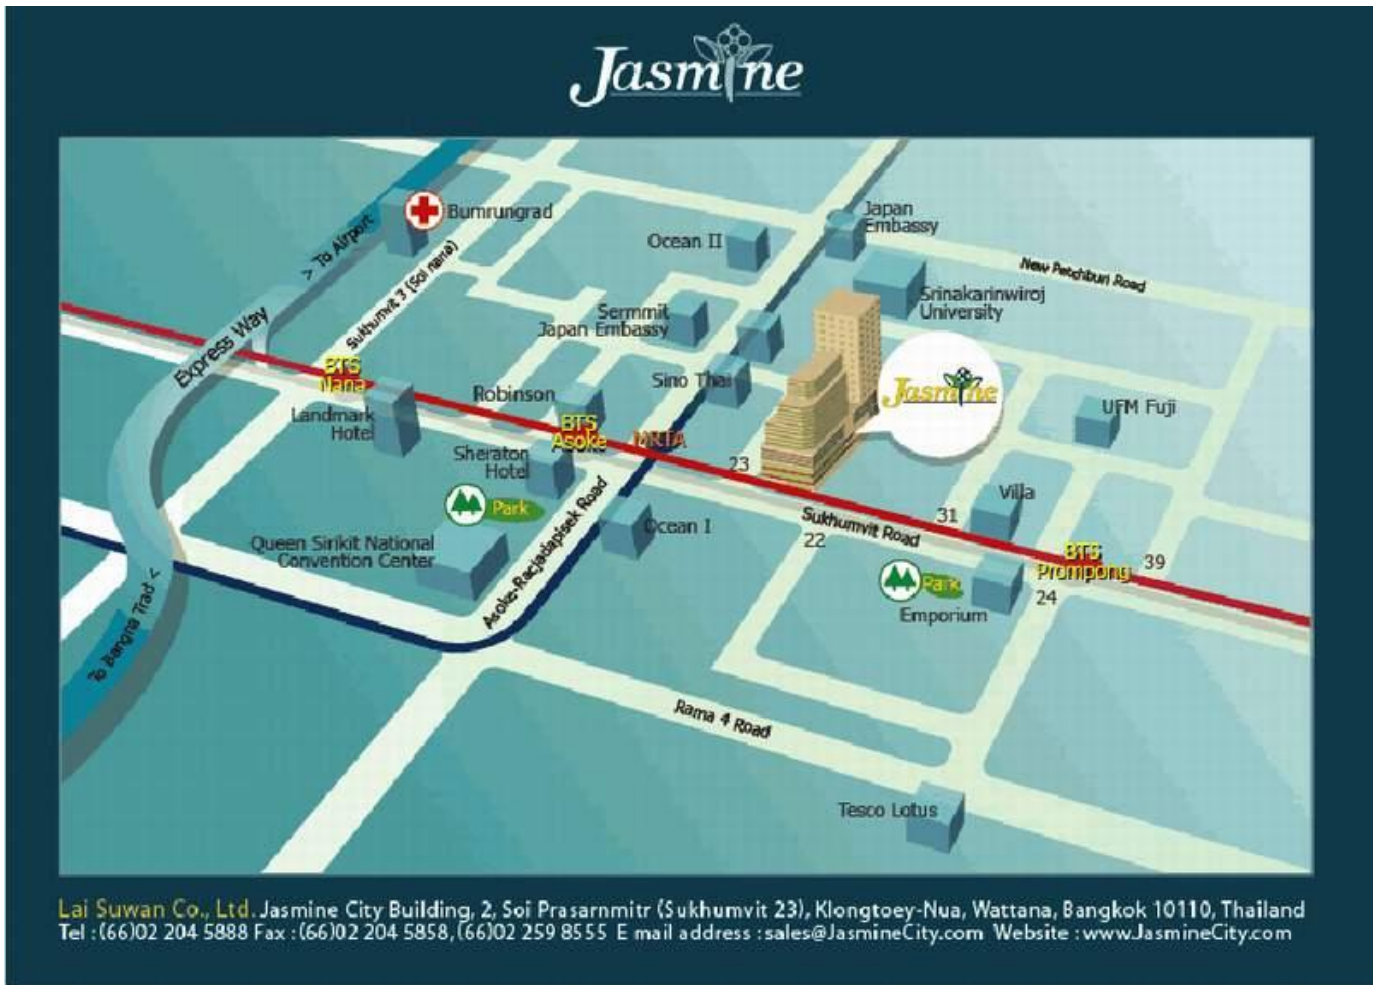 Jasmine
Bumrungrad
Japan
Embassy
Ocean II
> To Airport
Sukhumvit 3 (Soi nana)
New Petchburi Road
Srinakarinwiroj
University
Sermmit
Japan Embassy
Express Way
BTS
Nana
Sino Thai
Jasmine
Robinson
UFM Fuji
Landmark
Hotel
BTS
Asoke
MRTA
Sheraton
Hotel
23
Villa
Park
31
Sukhumvit Road
22
Ocean I
Asoke-Racjadapisek Road
Queen Sirikit National
Convention Center
BTS
Prompong
39
Park
24
Emporium
To Bangna Trad <
Rama 4 Road
Tesco Lotus
Lai Suwan Co., Ltd. Jasmine City Building, 2, Soi Prasarnmitr (Sukhumvit 23), Klongtoey-Nua, Wattana, Bangkok 10110, Thailand
Tel :(66)02 204 5888 Fax :(66)02 204 5858, (66)02 259 8555 E mail address :sales@JasmineCity.com Website :www.JasmineCity.com